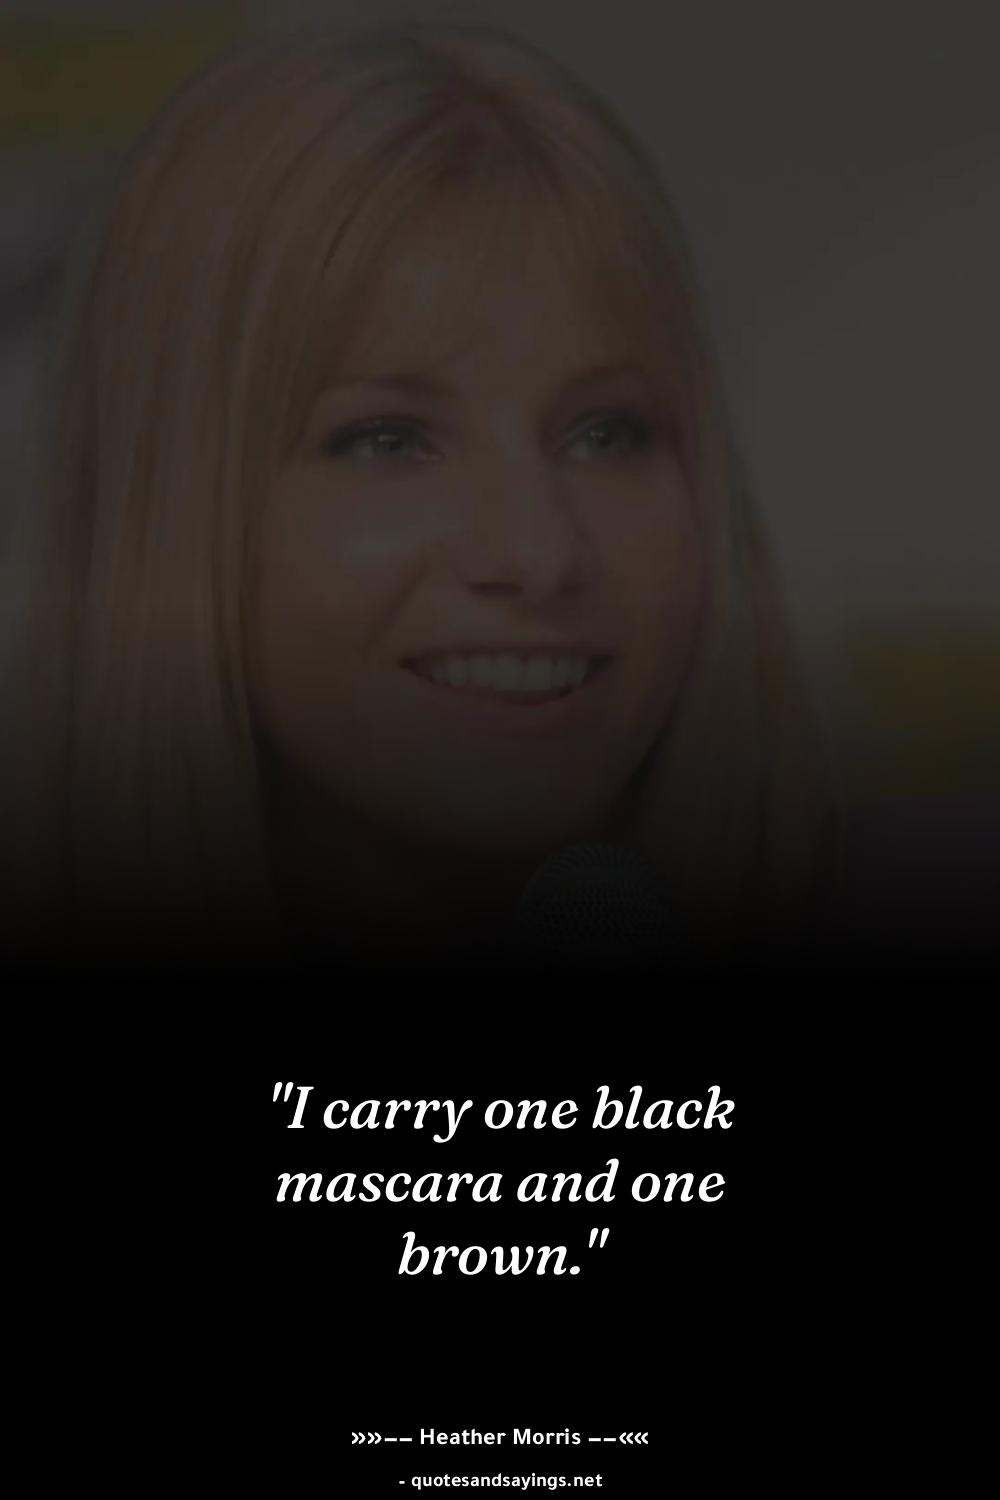 "I carry one black
mascara and one
brown."
»»–– Heather Morris ––««
- quotesandsayings.net